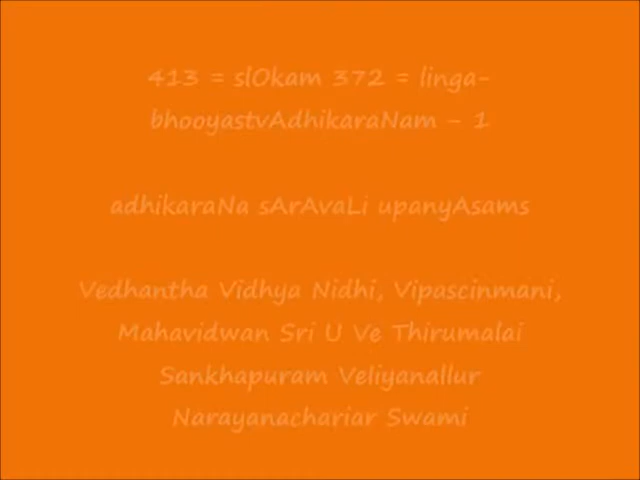 413 = slOkam 372 = linga-
bhooyastvAdhikaraNam – 1
adhikaraNa sArAvaLi upanyAsams
Vedhantha Vidhya Nidhi, Vipascinmani,
Mahavidwan Sri U Ve Thirumalai
Sankhapuram Veliyanallur
Narayanachariar Swami